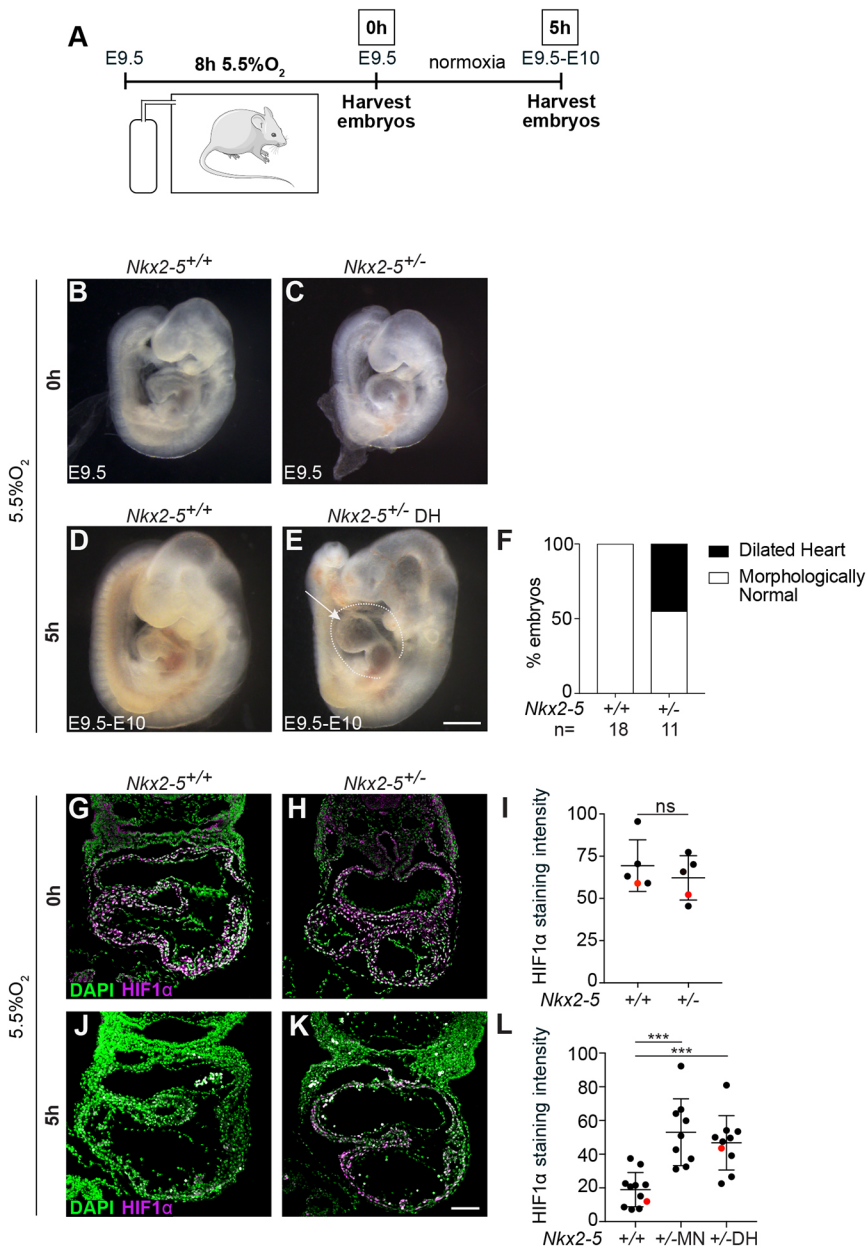 A
0h
5h
E9.5
8h 5.5%O₂
E9.5
normoxia
E9.5-E10
Harvest
embryos
Harvest
embryos
Nkx2-5+/+
Nkx2-5+/-
B
C
0h
E9.5
E9.5
5.5%O₂
Nkx2-5+/+
Nkx2-5+/- DH
D
E
5h
E9.5-E10
E9.5-E10
F
100
50
0
% embryos
Dilated Heart
Morphologically
Normal
Nkx2-5 +/+ +/-
n= 18 11
Nkx2-5+/+
Nkx2-5+/-
G
H
0h
DAPI HIF1α
5.5%O₂
I
HIF1α staining intensity
ns
100
75
50
25
0
Nkx2-5 +/+ +/-
J
K
5h
DAPI HIF1α
L
HIF1α staining intensity
***
***
100
80
60
40
20
0
Nkx2-5 +/+ +/-MN +/-DH